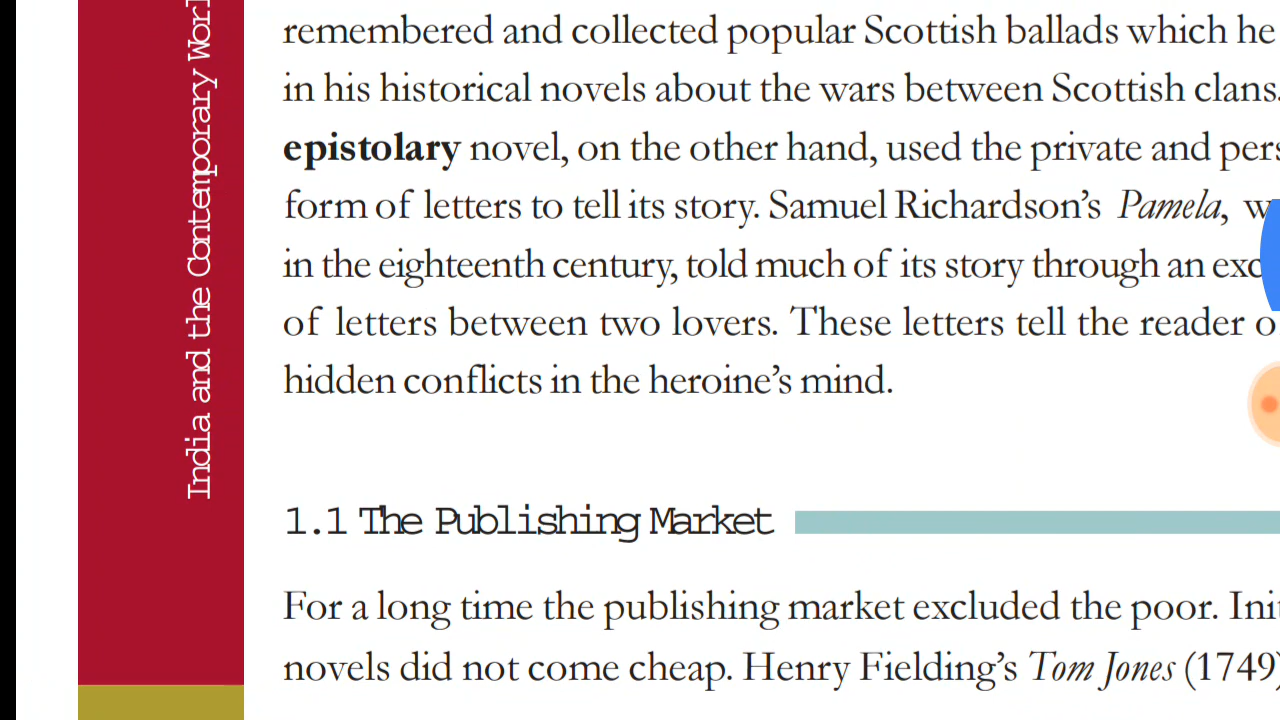 remembered and collected popular Scottish ballads which he
in his historical novels about the wars between Scottish clans.
epistolary novel, on the other hand, used the private and
form of letters to tell its story. Samuel Richardson's Pamela,
in the eighteenth century, told much of its story through an
of letters between two lovers. These letters tell the reader
hidden conflicts in the heroine's mind.
1.1 The Publishing Market
For a long time the publishing market excluded the poor.
novels did not come cheap. Henry Fielding's Tom Jones (1749)
India and the Contemporary